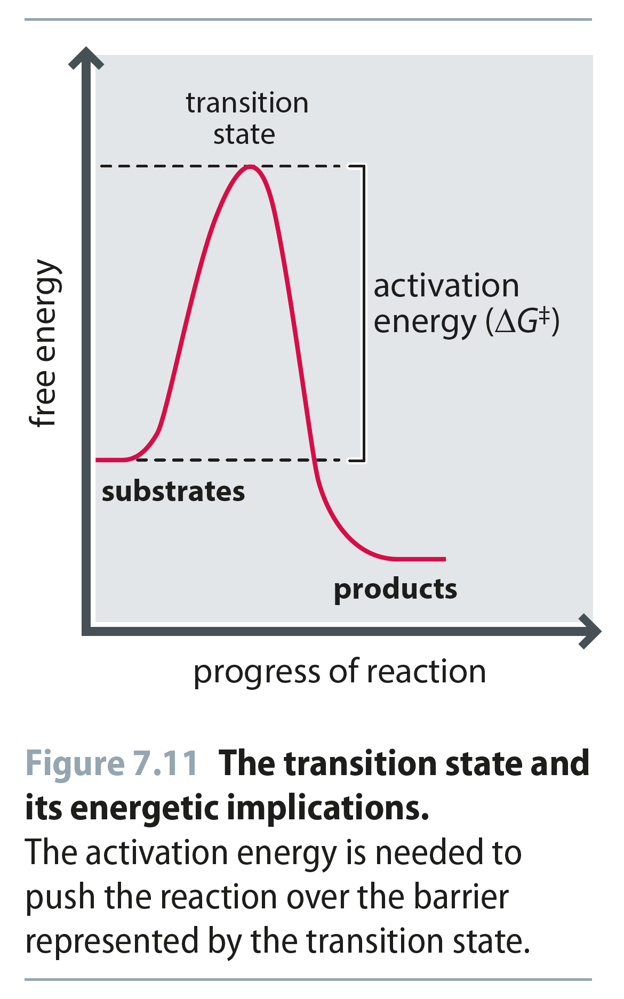 transition
state
free energy
activation
energy (ΔG‡)
substrates
products
progress of reaction
Figure 7.11 The transition state and
its energetic implications.
The activation energy is needed to
push the reaction over the barrier
represented by the transition state.